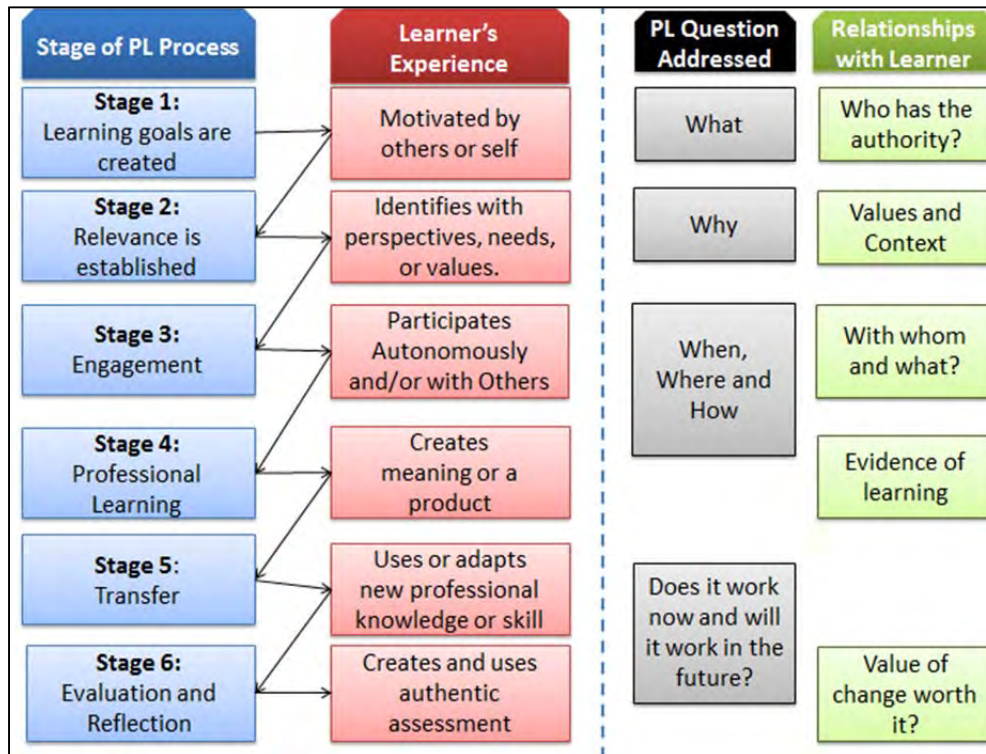 Stage of PL Process
Learner's
Experience
PL Question
Addressed
Relationships
with Learner
Stage 1:
Learning goals are
created
Motivated by
others or self
What
Who has the
authority?
Stage 2:
Relevance is
established
Identifies with
perspectives, needs,
or values.
Why
Values and
Context
Stage 3:
Engagement
Participates
Autonomously
and/or with Others
When,
Where and
How
With whom
and what?
Stage 4:
Professional
Learning
Creates
meaning or a
product
Evidence of
learning
Stage 5:
Transfer
Uses or adapts
new professional
knowledge or skill
Does it work
now and will
it work in the
future?
Stage 6:
Evaluation and
Reflection
Creates and uses
authentic
assessment
Value of
change worth
it?